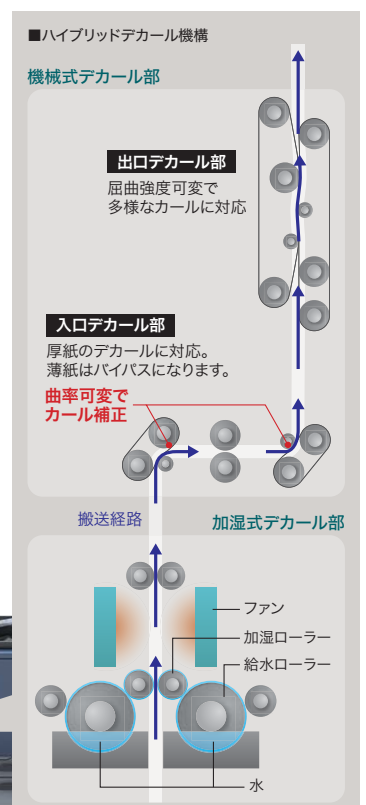 ■ハイブリッドデカール機構
機械式デカール部
出口デカール部
屈曲強度可変で
多様なカールに対応
入口デカール部
厚紙のデカールに対応。
薄紙はバイパスになります。
曲率可変で
カール補正
搬送経路
加湿式デカール部
ファン
加湿ローラー
給水ローラー
水